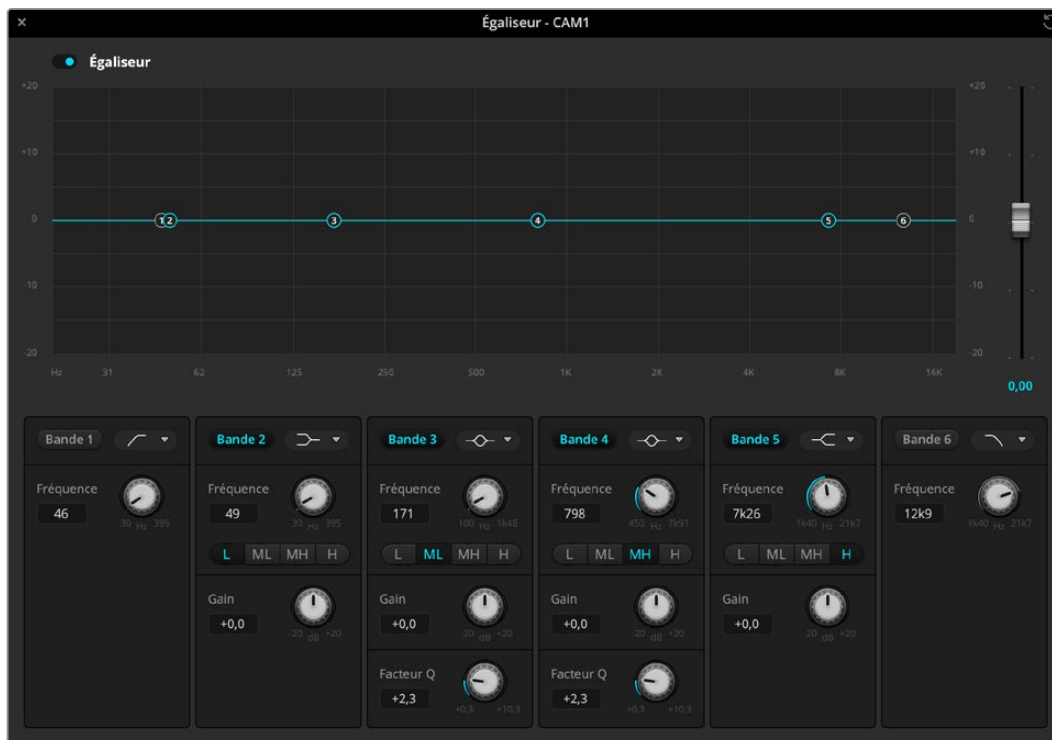 Égaliseur - CAM1
Égaliseur
+20 +20
+10 +10
0 1 2 3 4 5 6 0
-10 -10
-20 -20
Hz 31 62 125 250 500 1K 2K 4K 8K 16K
0,00
Bande 1 Bande 2 Bande 3 Bande 4 Bande 5 Bande 6
Fréquence Fréquence Fréquence Fréquence Fréquence Fréquence
46 49 171 798 7k26 12k9
30 Hz 395 30 Hz 395 100 Hz 1k48 450 Hz 7k91 1k40 Hz 21k7 1k40 Hz 21k7
L ML MH H L ML MH H L ML MH H L ML MH H
Gain Gain Gain Gain
+0,0 +0,0 +0,0 +0,0
-20 dB +20 -20 dB +20 -20 dB +20 -20 dB +20
Facteur Q Facteur Q
+2,3 +2,3
+0,3 +10,3 +0,3 +10,3